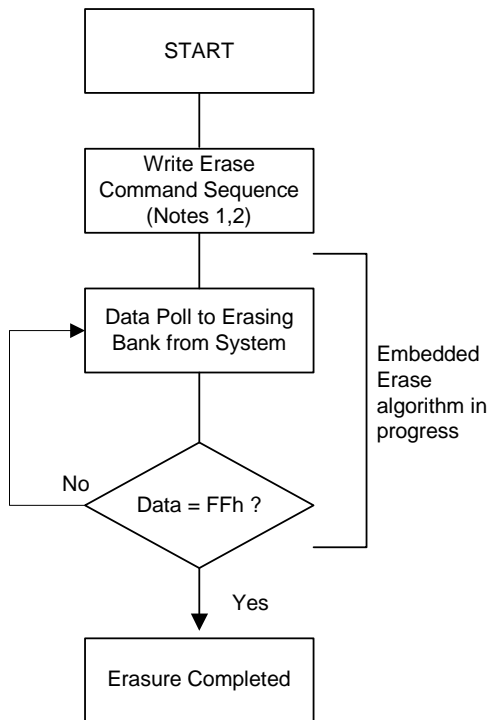 START
Write Erase
Command Sequence
(Notes 1,2)
Data Poll to Erasing
Bank from System
Embedded
Erase
algorithm in
progress
No
Data = FFh ?
Yes
Erasure Completed